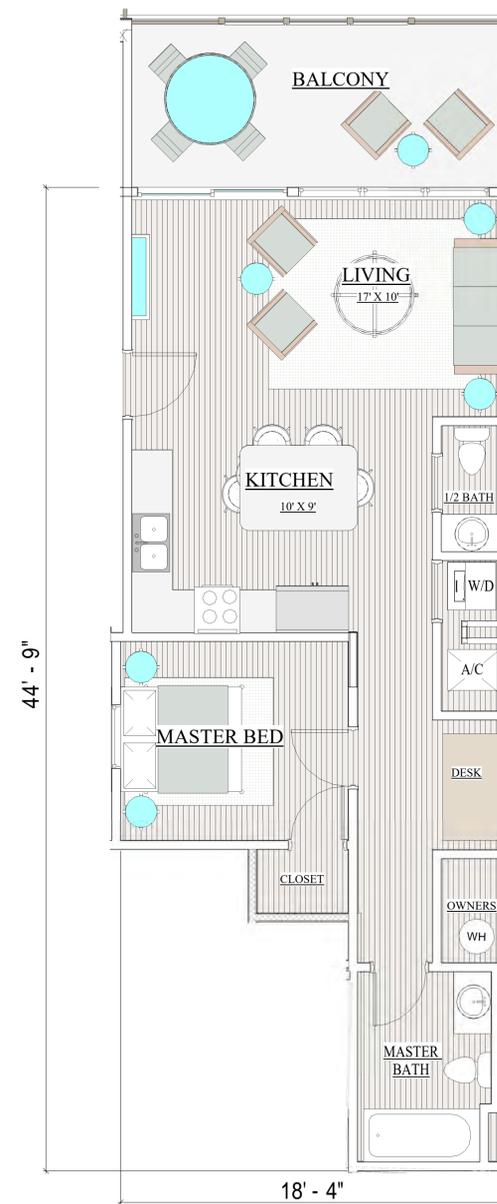 BALCONY
LIVING
17' X 10'
KITCHEN
10' X 9'
1/2 BATH
W/D
A/C
44' - 9"
MASTER BED
DESK
CLOSET
OWNERS
WH
MASTER
BATH
18' - 4"